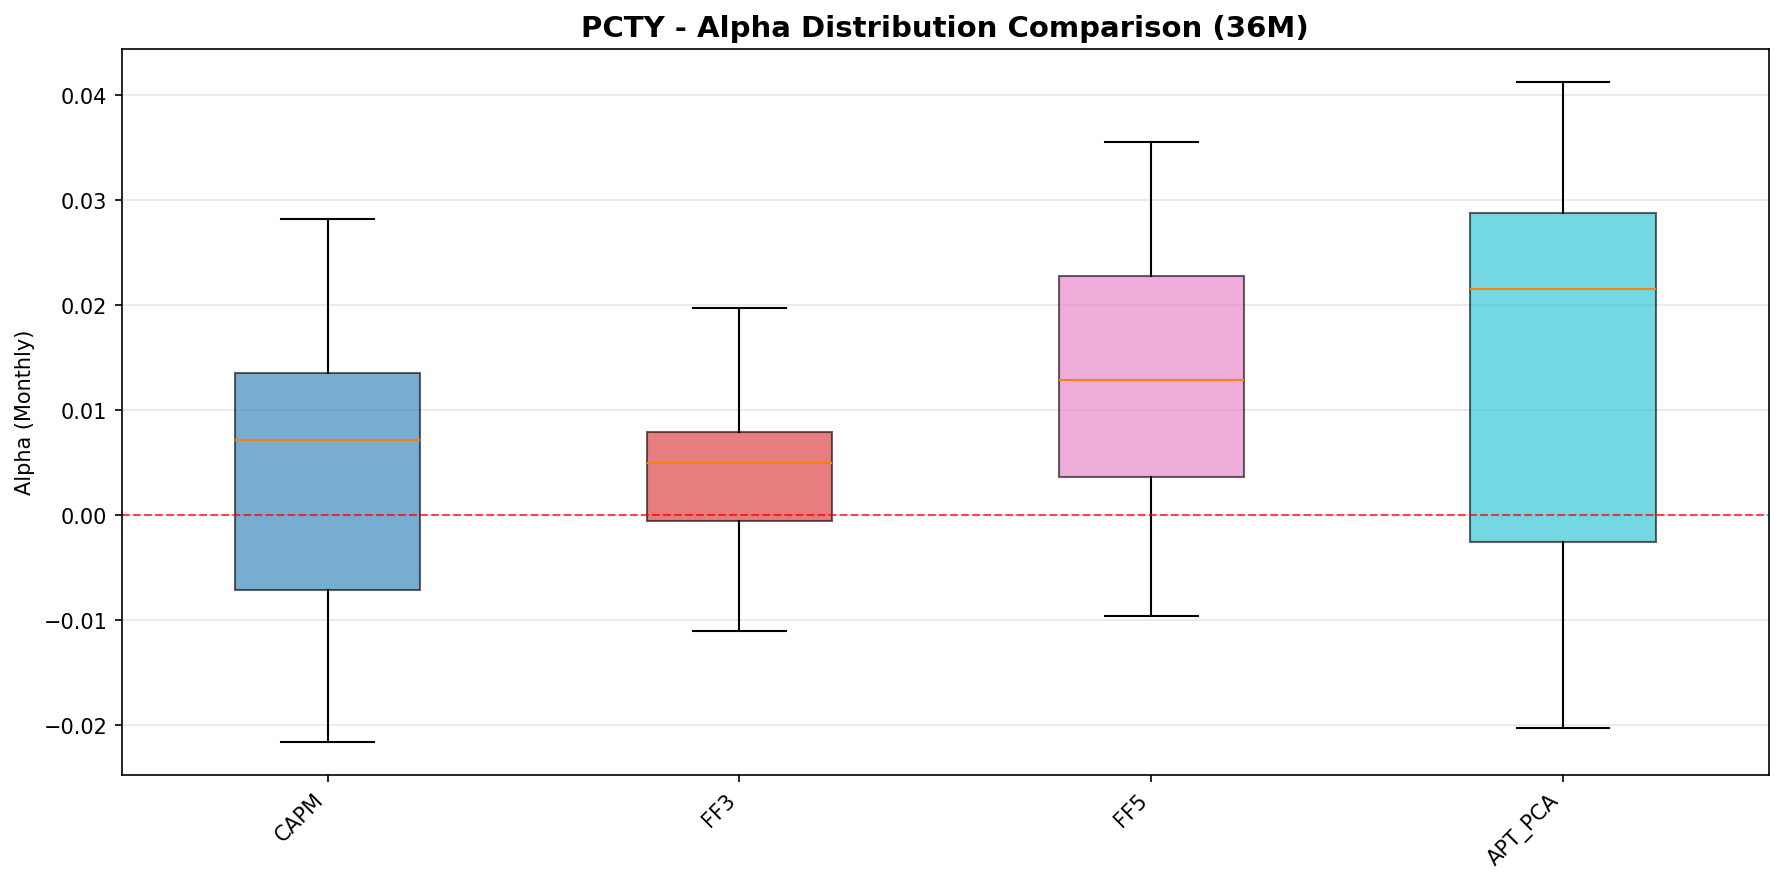 PCTY - Alpha Distribution Comparison (36M)
Alpha (Monthly)
0.04
0.03
0.02
0.01
0.00
−0.01
−0.02
CAPM
FF3
FF5
APT_PCA